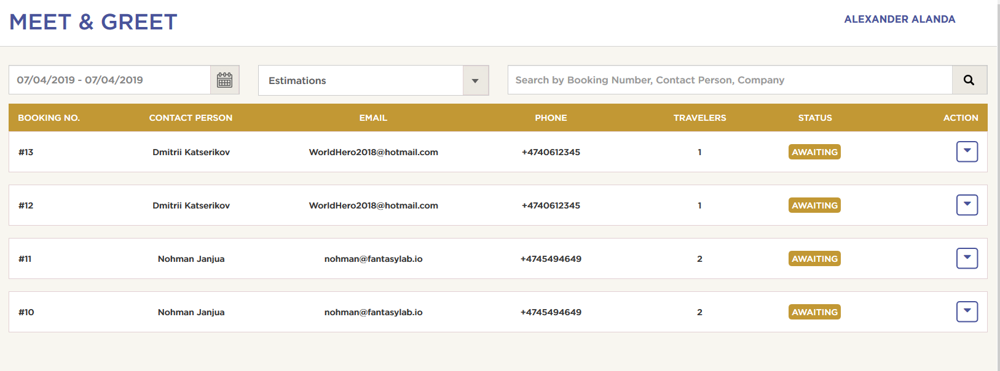 MEET & GREET
ALEXANDER ALANDA
07/04/2019 - 07/04/2019
Estimations
Search by Booking Number, Contact Person, Company
BOOKING NO. CONTACT PERSON EMAIL PHONE TRAVELERS STATUS ACTION
#13 Dmitrii Katserikov WorldHero2018@hotmail.com +4740612345 1 AWAITING
#12 Dmitrii Katserikov WorldHero2018@hotmail.com +4740612345 1 AWAITING
#11 Nohman Janjua nohman@fantasylab.io +4745494649 2 AWAITING
#10 Nohman Janjua nohman@fantasylab.io +4745494649 2 AWAITING